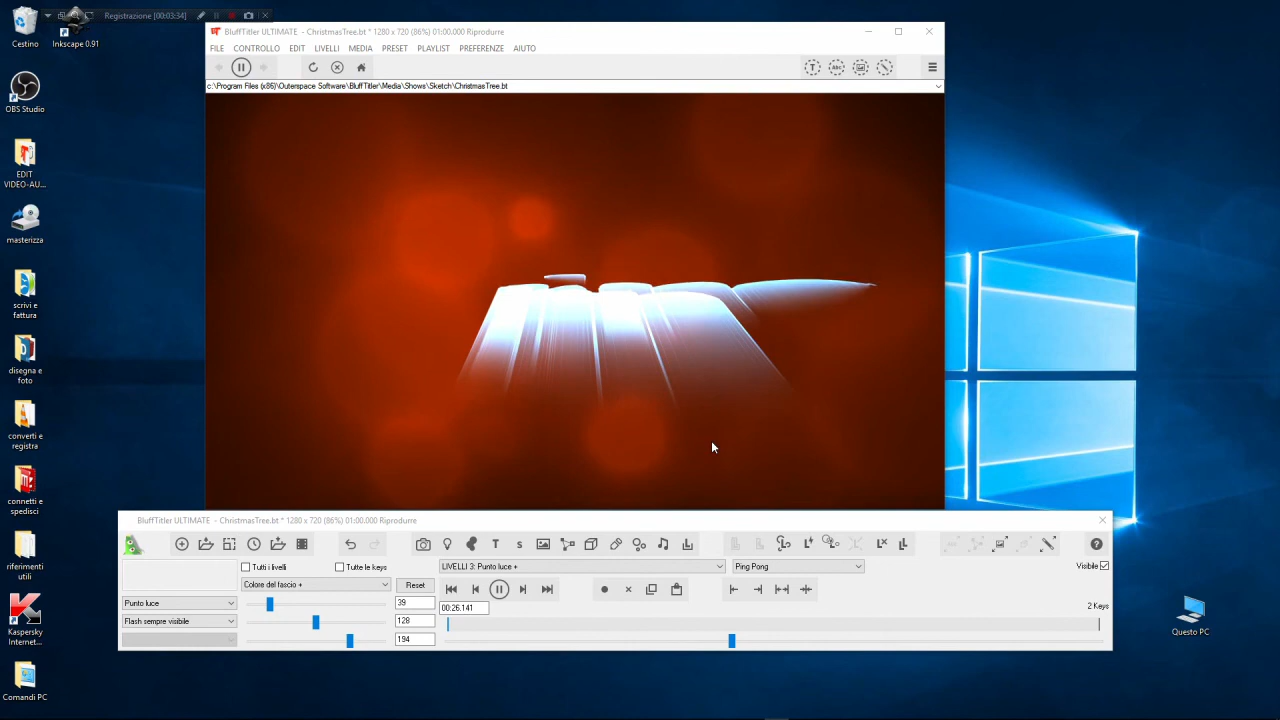 Registrazione [00:03:34]
Cestino
Inkscape 0.91
OBS Studio
EDIT
VIDEO-AU...
masterizza
scrivi e
fattura
disegna e
foto
converti e
registra
connetti e
spedisci
riferimenti
utili
Kaspersky
Internet...
Comandi PC
BluffTitler ULTIMATE - ChristmasTree.bt * 1280 x 720 (86%) 01:00,000 Riprodurre
FILE CONTROLLO EDIT LIVELLI MEDIA PRESET PLAYLIST PREFERENZE AIUTO
c:\Program Files (x86)\Outerspace Software\BluffTitler\Media\Shows\Sketch\ChristmasTree.bt
BluffTitler ULTIMATE - ChristmasTree.bt * 1280 x 720 (86%) 01:00,000 Riprodurre
Tutti i livelli Tutte le keys LIVELLI 3: Punto luce + Ping Pong Visibile
Colore del fascio + Reset
Punto luce 39 00:26.141 2 Keys
Flash sempre visibile 128
194
Questo PC